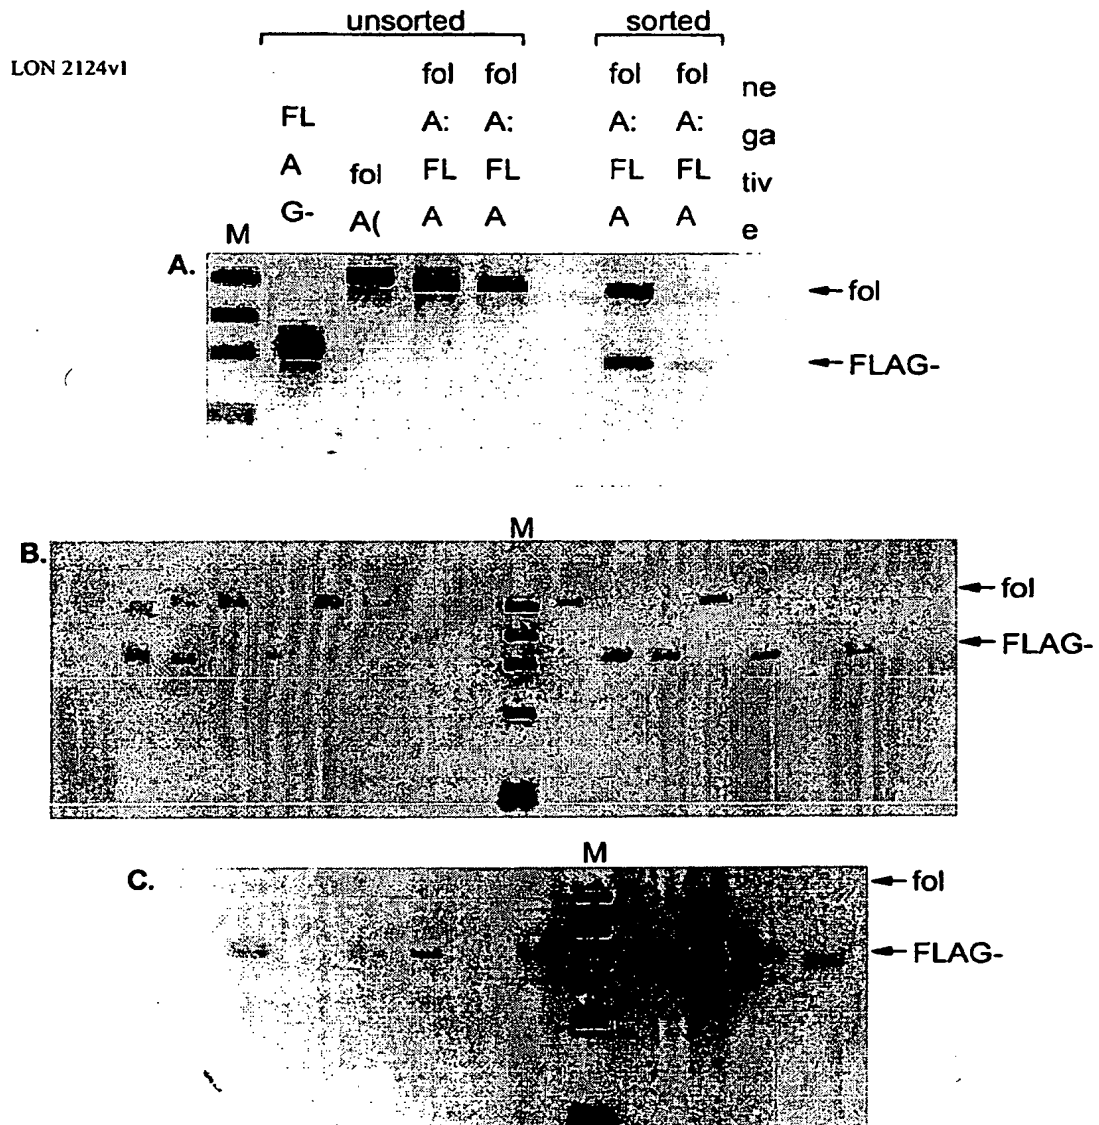 unsorted sorted
LON 2124v1
FL
A
G-
fol
A(
fol
A:
FL
A
fol
A:
FL
A
fol
A:
FL
A
fol
A:
FL
A
ne
ga
tiv
e
M
A.
fol
FLAG-
M
B.
fol
FLAG-
M
C.
fol
FLAG-